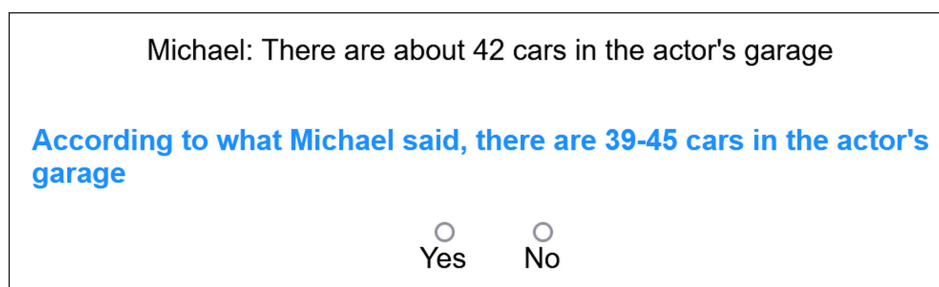 Michael: There are about 42 cars in the actor's garage
According to what Michael said, there are 39-45 cars in the actor's
garage
Yes No